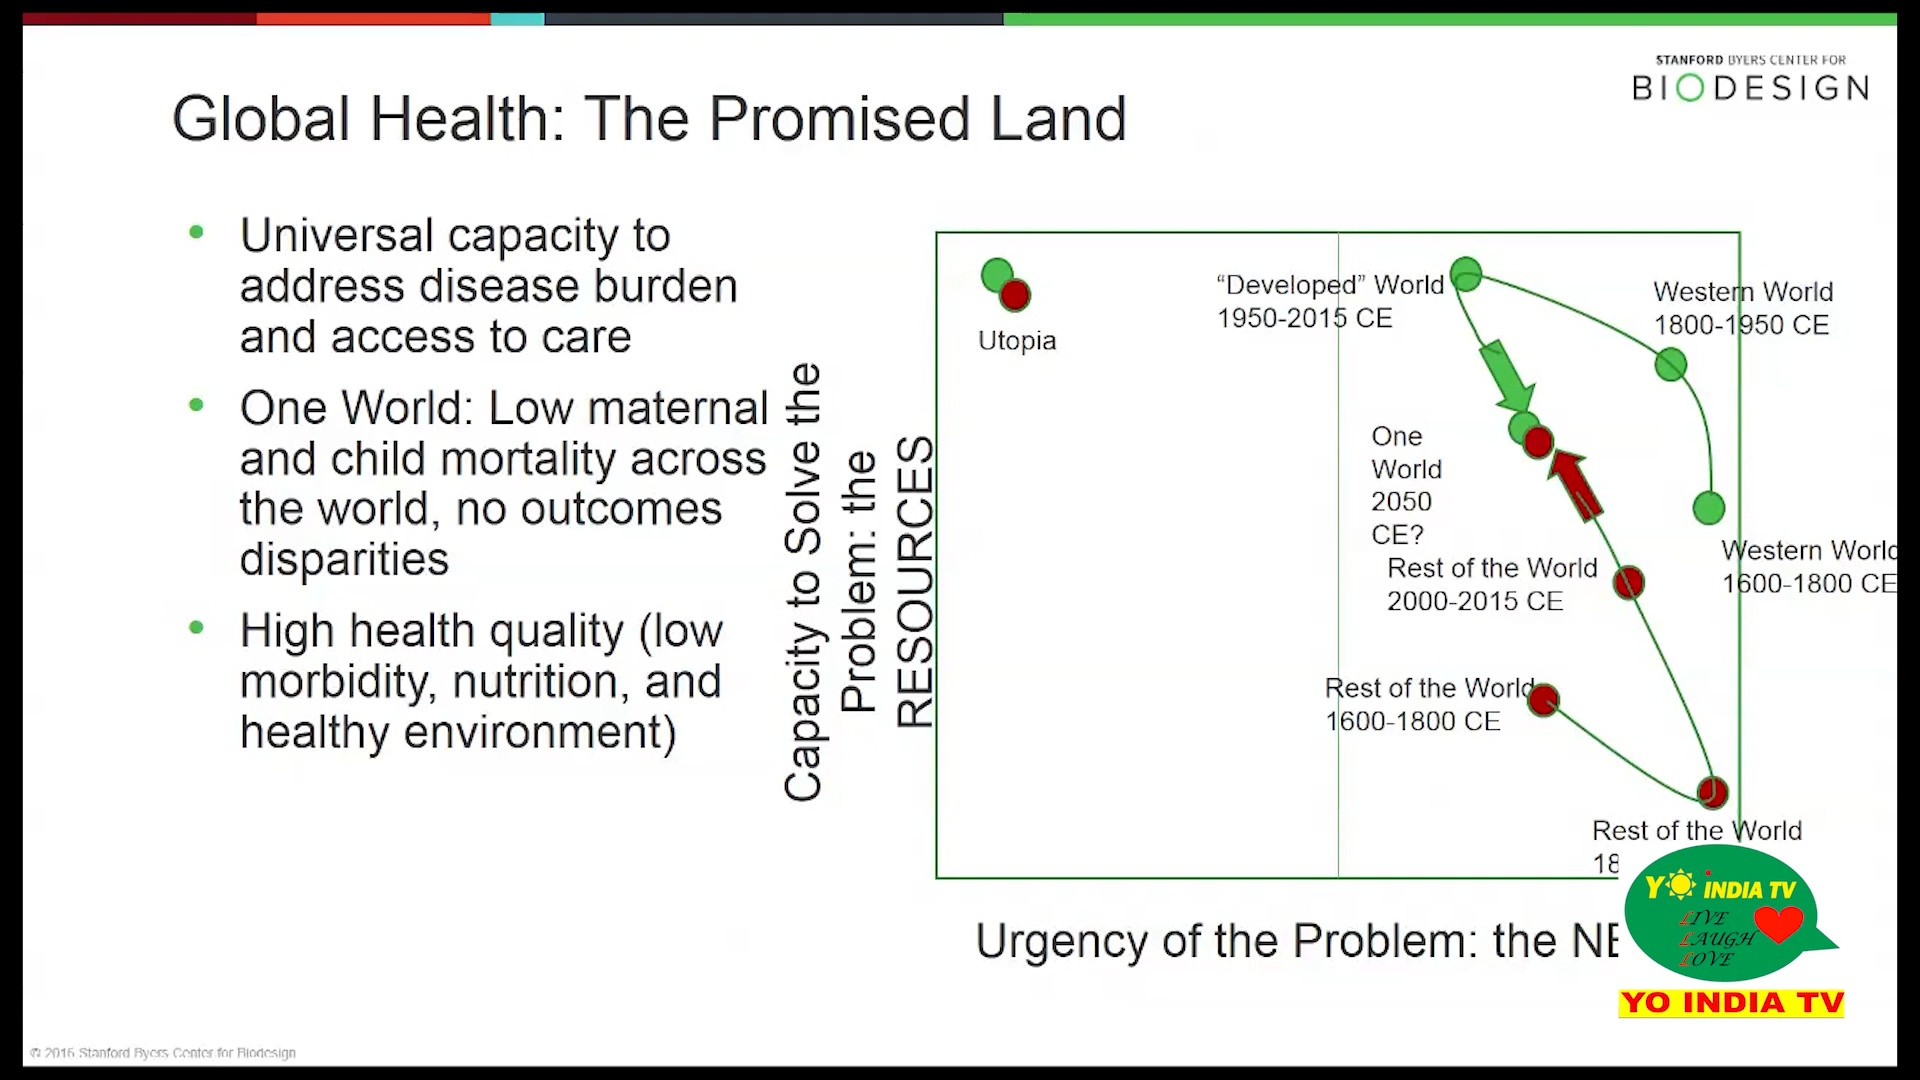 STANFORD BYERS CENTER FOR
BIODESIGN
Global Health: The Promised Land
• Universal capacity to
address disease burden
and access to care
• One World: Low maternal
and child mortality across
the world, no outcomes
disparities
• High health quality (low
morbidity, nutrition, and
healthy environment)
Capacity to Solve the
Problem: the
RESOURCES
Utopia
“Developed” World
1950-2015 CE
Western World
1800-1950 CE
One
World
2050
CE?
Western World
1600-1800 CE
Rest of the World
2000-2015 CE
Rest of the World
1600-1800 CE
Rest of the World
Urgency of the Problem: the
YO INDIA TV
LIVE
LAUGH
LOVE
YO INDIA TV
© 2016 Stanford Byers Center for Biodesign